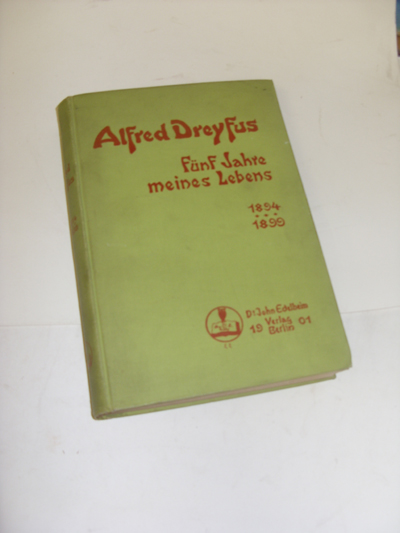 Alfred Dreyfus
Fünf Jahre
meines Lebens
1894
1899
Dr John Edelheim
Verlag
19 Berlin 01